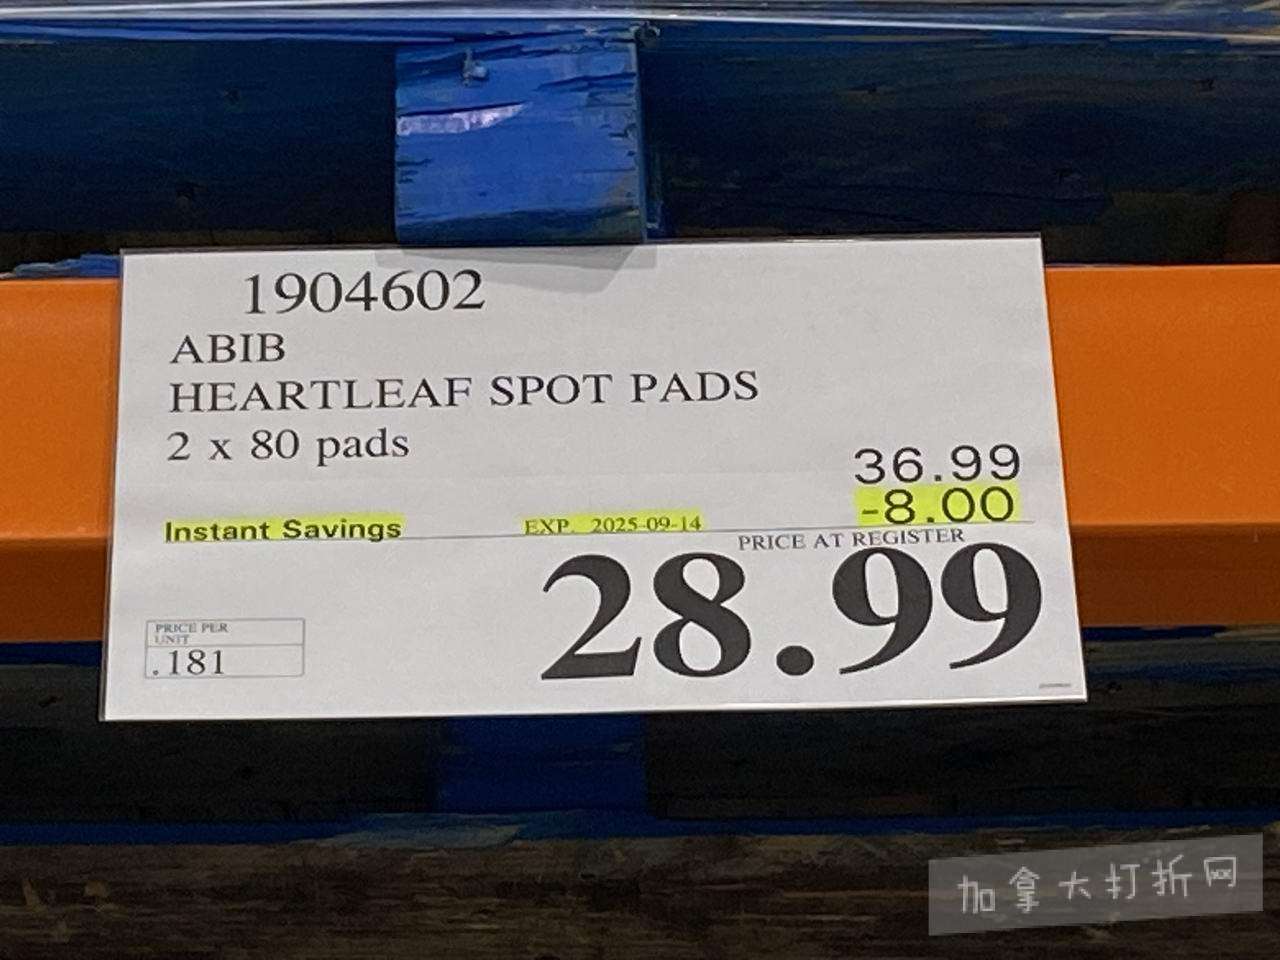 1904602
ABIB
HEARTLEAF SPOT PADS
2 x 80 pads
36.99
Instant Savings EXP. 2025-09-14 -8.00
PRICE AT REGISTER
28.99
PRICE PER
UNIT
.181
加拿大打折网